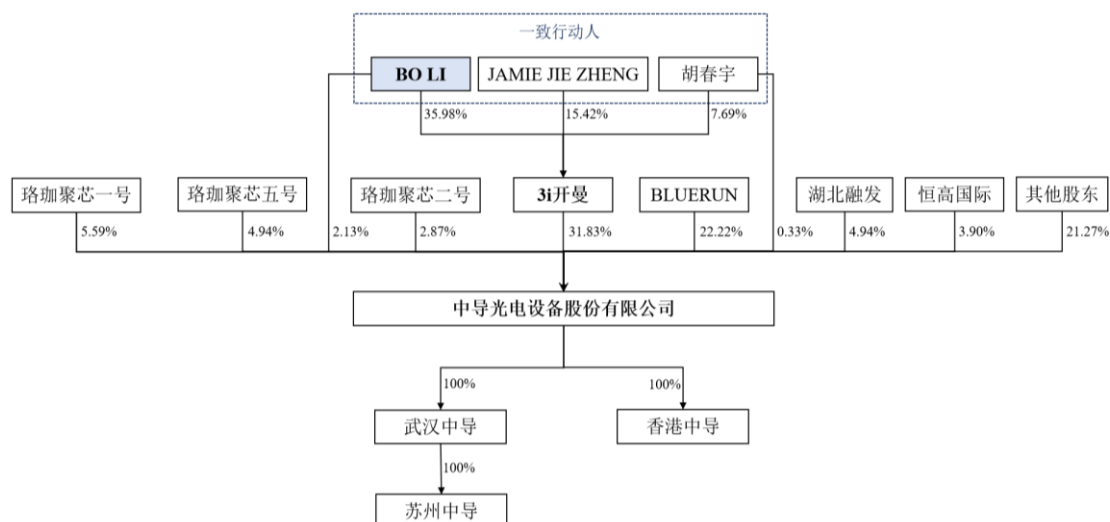 一致行动人
BO LI
JAMIE JIE ZHENG
胡春宇
35.98%
15.42%
7.69%
珞珈聚芯一号
珞珈聚芯五号
珞珈聚芯二号
3i开曼
BLUERUN
湖北融发
恒高国际
其他股东
5.59%
4.94%
2.13%
2.87%
31.83%
22.22%
0.33%
4.94%
3.90%
21.27%
中导光电设备股份有限公司
100%
100%
武汉中导
香港中导
100%
苏州中导